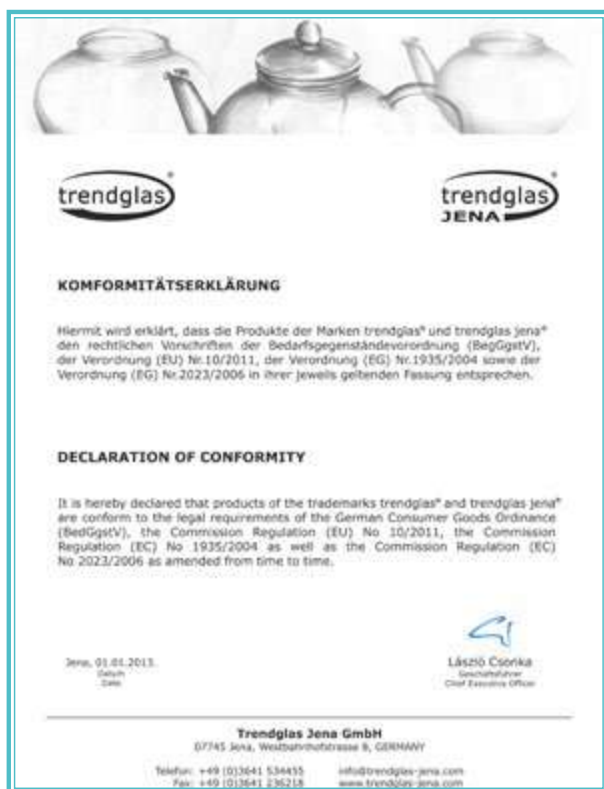 trendglas®
trendglas®
JENA
KOMFORMITÄTSERKLÄRUNG
Hiermit wird erklärt, dass die Produkte der Marken trendglas® und trendglas jena®
den rechtlichen Vorschriften der Bedarfsgegenständevorordnung (BegGgstV),
der Verordnung (EU) Nr.10/2011, der Verordnung (EG) Nr.1935/2004 sowie der
Verordnung (EG) Nr.2023/2006 in ihrer jeweils geltenden Fassung entsprechen.
DECLARATION OF CONFORMITY
It is hereby declared that products of the trademarks trendglas® and trendglas jena®
are conform to the legal requirements of the German Consumer Goods Ordinance
(BedGgstV), the Commission Regulation (EU) No 10/2011, the Commission
Regulation (EC) No 1935/2004 as well as the Commission Regulation (EC)
No 2023/2006 as amended from time to time.
Jena, 01.01.2013.
Datum
Date
László Csonka
Geschäftsführer
Chief Executive Officer
Trendglas Jena GmbH
07745 Jena, Westbahnhofstrasse 8, GERMANY
Telefon: +49 (0)3641 534455 info@trendglas-jena.com
Fax: +49 (0)3641 236218 www.trendglas-jena.com